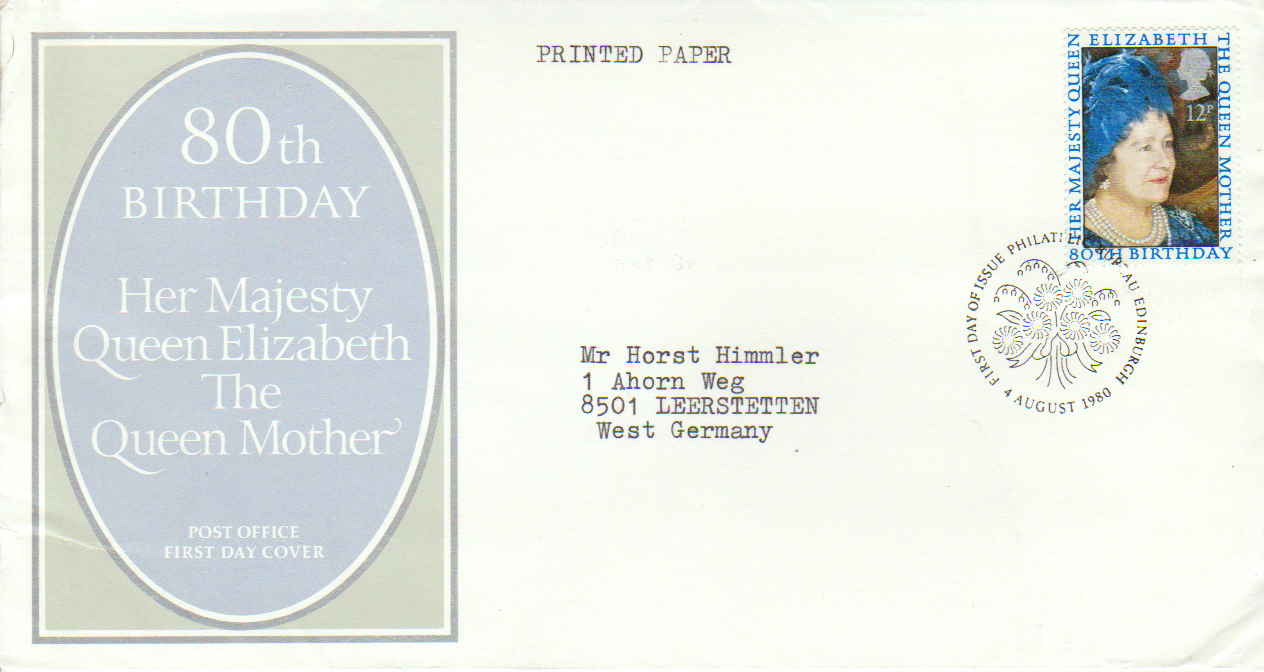 80th
BIRTHDAY
Her Majesty
Queen Elizabeth
The
Queen Mother
POST OFFICE
FIRST DAY COVER
PRINTED PAPER
Mr Horst Himmler
1 Ahorn Weg
8501 LEERSTETTEN
West Germany
HER MAJESTY QUEEN
ELIZABETH
THE QUEEN MOTHER
12P
80TH BIRTHDAY
FIRST DAY OF ISSUE PHILATELIC BUREAU EDINBURGH
4 AUGUST 1980